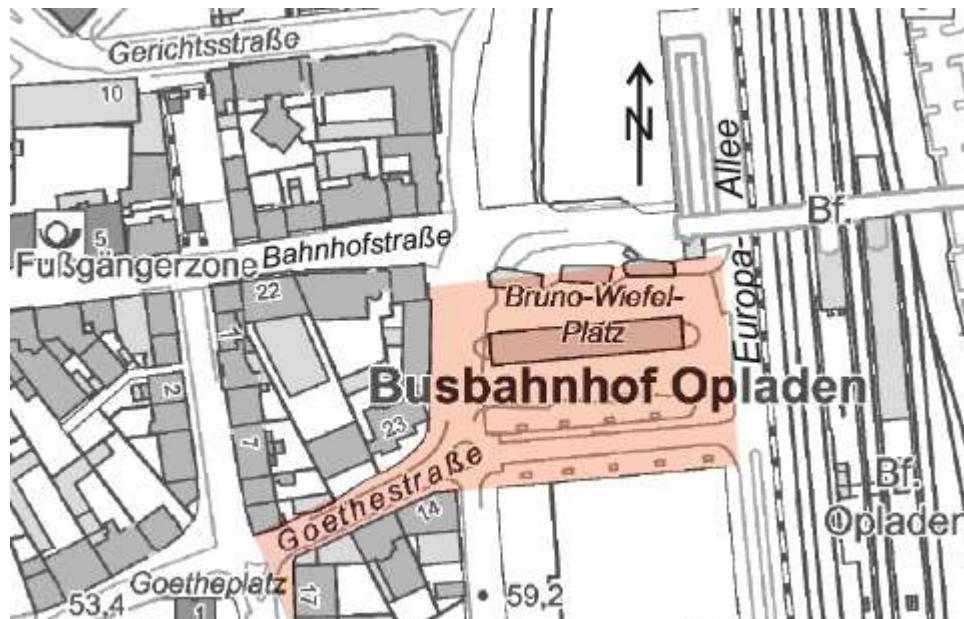 Gerichtsstraße
10
N
Allee
Bf.
5
Bahnhofstraße
Fußgängerzone
22
Bruno-Wiefel-
Platz
Europa-
1
2
7
Busbahnhof Opladen
23
Goethestraße
14
Bf.
Opladen
Goetheplatz
17
53,4
1
59,2